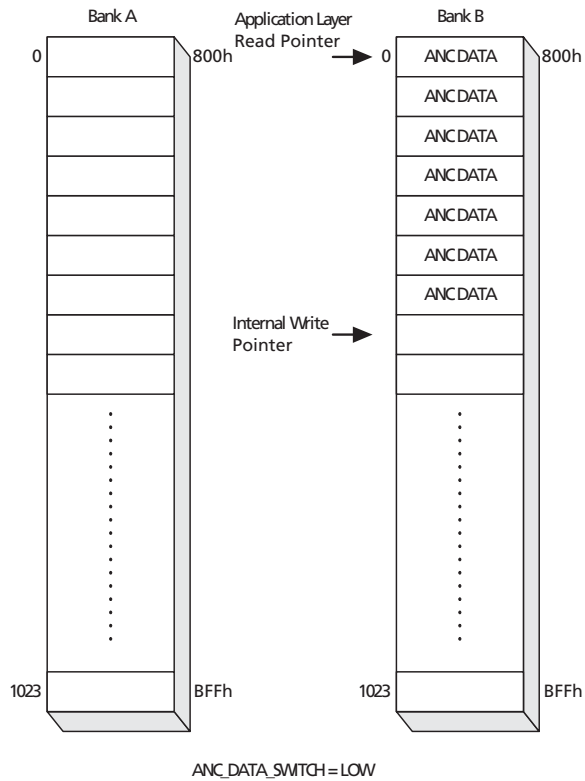 Bank A
Application Layer
Read Pointer
Bank B
0
800h
0
ANC DATA
800h
ANC DATA
ANC DATA
ANC DATA
ANC DATA
ANC DATA
ANC DATA
Internal Write
Pointer
1023
BFFh
1023
BFFh
ANC_DATA_SWITCH = LOW